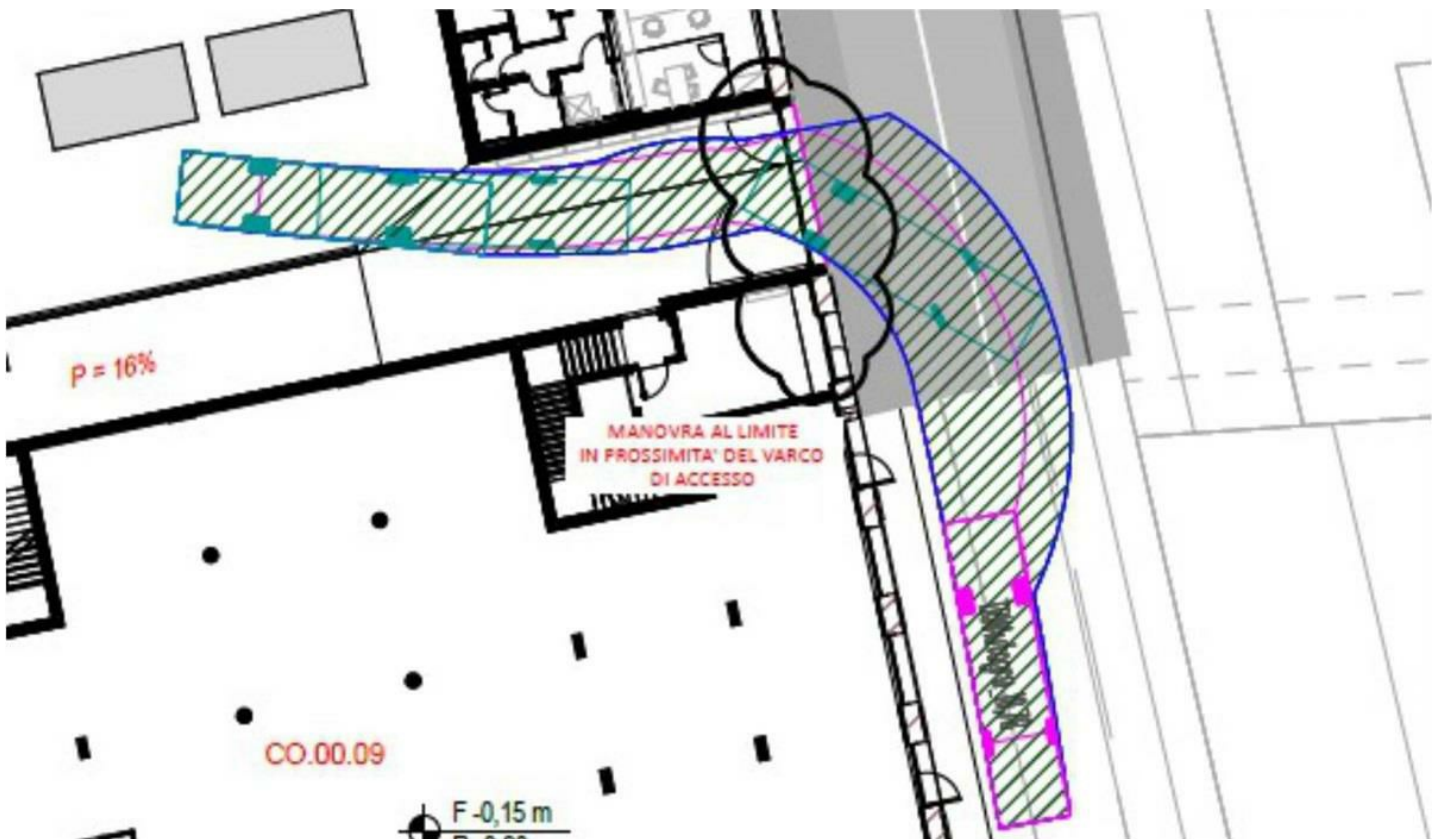 P = 16%
MANOVRA AL LIMITE
IN PROSSIMITA' DEL VARCO
DI ACCESSO
CO.00.09
F -0,15 m